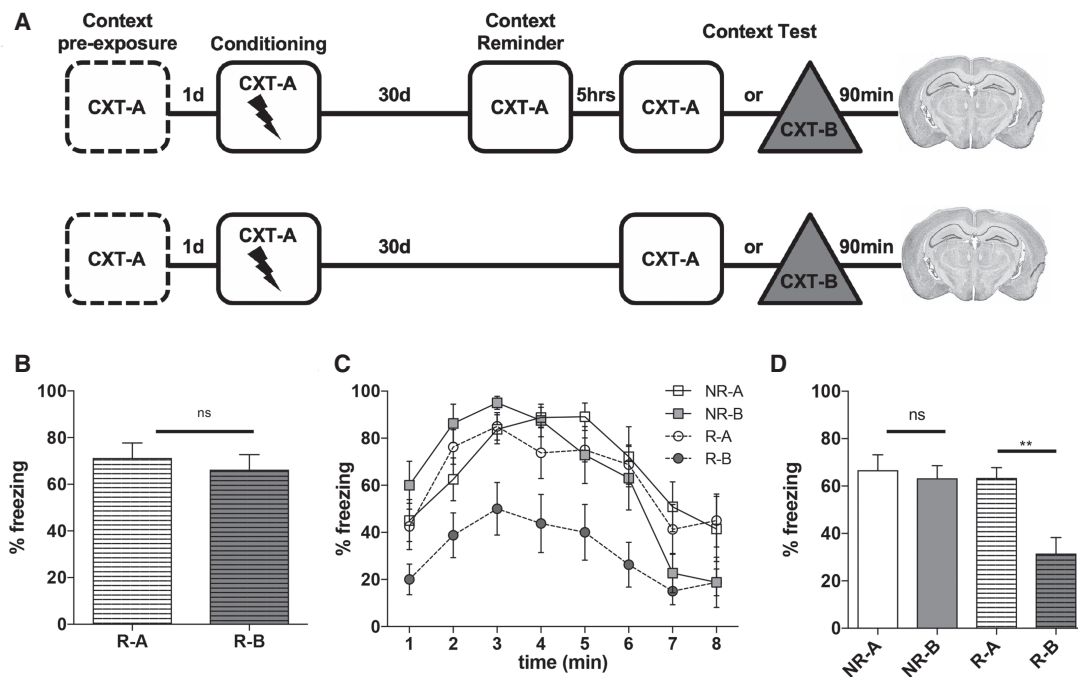 A
Context
pre-exposure
Conditioning
Context
Reminder
Context Test
CXT-A
1d
CXT-A
30d
CXT-A
5hrs
CXT-A
or
CXT-B
90min
CXT-A
1d
CXT-A
30d
CXT-A
or
CXT-B
90min
B
% freezing
100
80
60
40
20
0
ns
R-A
R-B
C
% freezing
100
80
60
40
20
0
1 2 3 4 5 6 7 8
time (min)
NR-A
NR-B
R-A
R-B
D
% freezing
100
80
60
40
20
0
ns
**
NR-A
NR-B
R-A
R-B